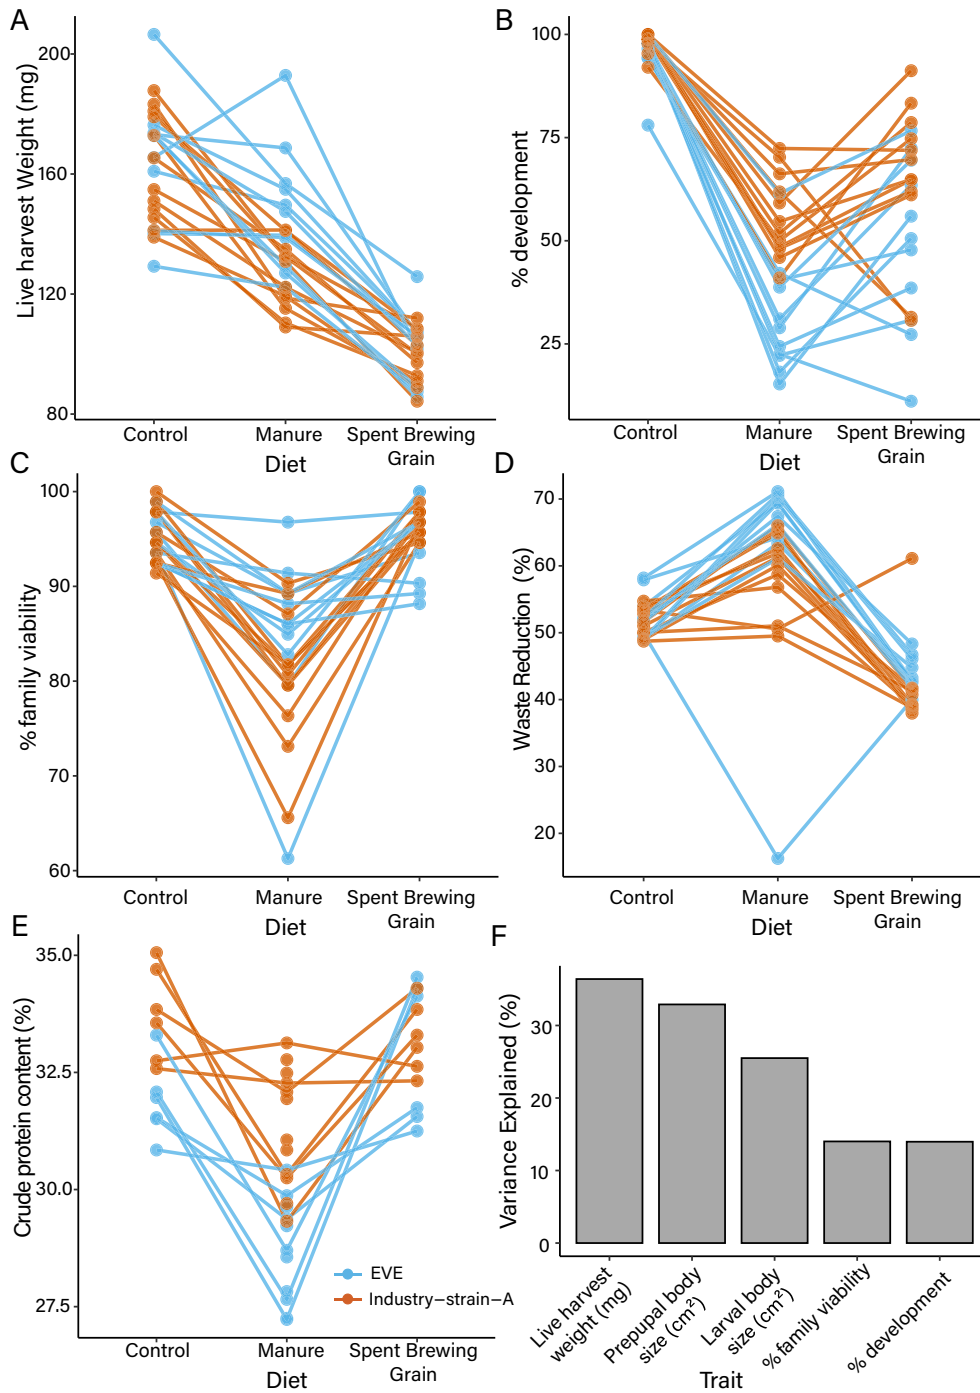 A
Live harvest Weight (mg)
200
160
120
80
Control
Manure
Spent Brewing
Grain
Diet
B
% development
100
75
50
25
Control
Manure
Spent Brewing
Grain
Diet
C
% family viability
100
90
80
70
60
Control
Manure
Spent Brewing
Grain
Diet
D
Waste Reduction (%)
70
60
50
40
30
20
Control
Manure
Spent Brewing
Grain
Diet
E
Crude protein content (%)
35.0
32.5
30.0
27.5
EVE
Industry–strain–A
Control
Manure
Spent Brewing
Grain
Diet
F
Variance Explained (%)
30
20
10
0
Live harvest
weight (mg)
Prepupal body
size (cm²)
Larval body
size (cm²)
% family viability
% development
Trait